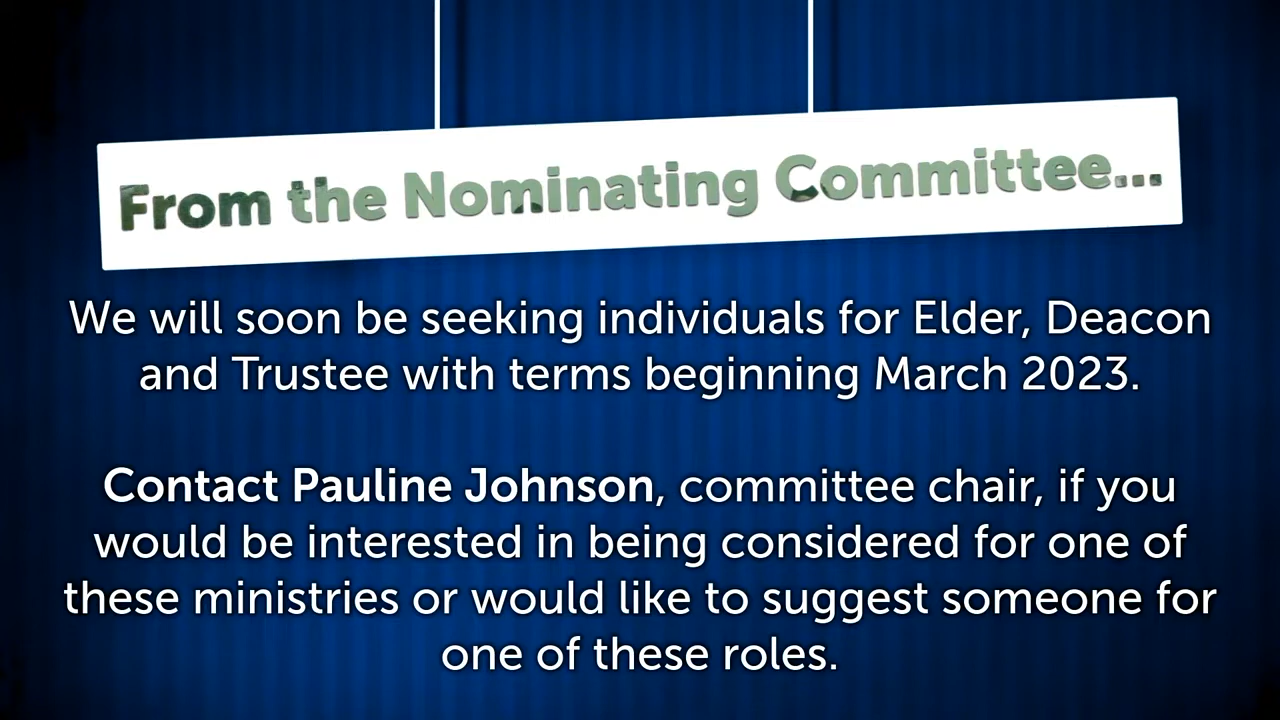 From the Nominating Committee...
We will soon be seeking individuals for Elder, Deacon
and Trustee with terms beginning March 2023.
Contact Pauline Johnson, committee chair, if you
would be interested in being considered for one of
these ministries or would like to suggest someone for
one of these roles.